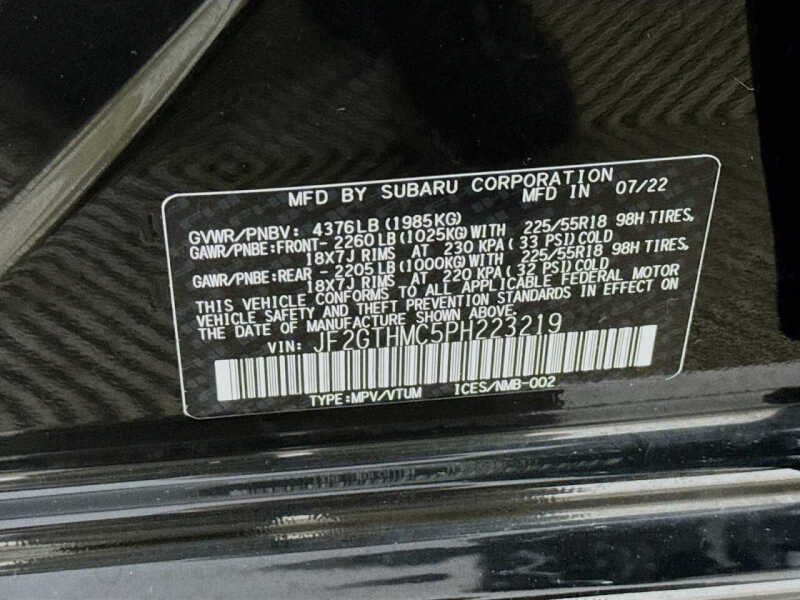 MFD BY SUBARU CORPORATION
MFD IN 07/22
GVWR/PNBV: 4376LB (1985KG)
GAWR/PNBE:FRONT- 2260LB(1025KG)WITH 225/55R18 98H TIRES,
18X7J RIMS AT 230 KPA( 33 PSI)COLD
GAWR/PNBE:REAR - 2205LB(1000KG)WITH 225/55R18 98H TIRES,
18X7J RIMS AT 220 KPA( 32 PSI)COLD
THIS VEHICLE CONFORMS TO ALL APPLICABLE FEDERAL MOTOR
VEHICLE SAFETY AND BUMPER STANDARDS IN EFFECT ON
THE DATE OF MANUFACTURE SHOWN ABOVE.
VIN: JF2GTHMC5PH223219
TYPE:MPV/VTUM ICES/NMB-002